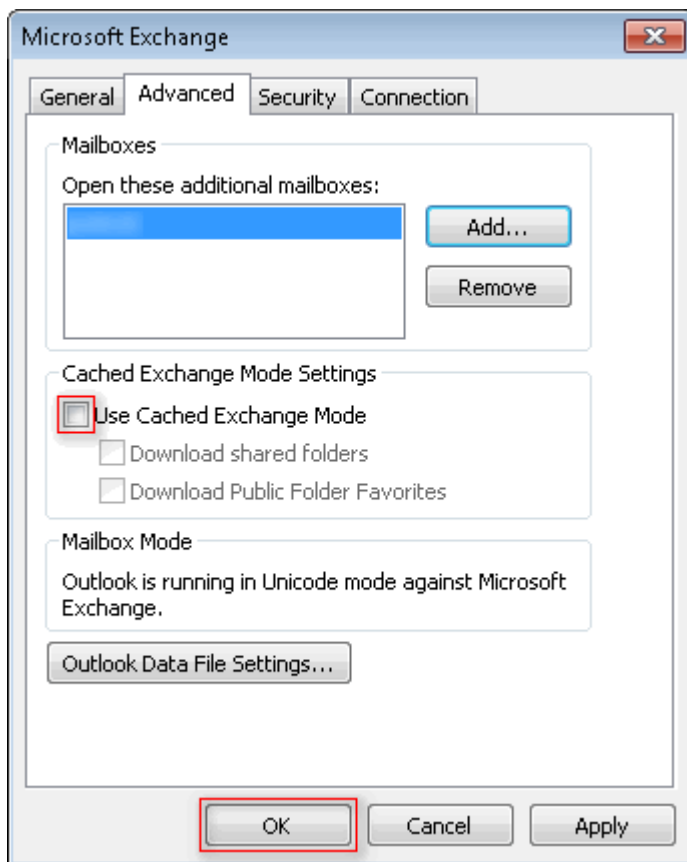 Microsoft Exchange
General Advanced Security Connection
Mailboxes
Open these additional mailboxes:
Add...
Remove
Cached Exchange Mode Settings
Use Cached Exchange Mode
Download shared folders
Download Public Folder Favorites
Mailbox Mode
Outlook is running in Unicode mode against Microsoft
Exchange.
Outlook Data File Settings...
OK Cancel Apply